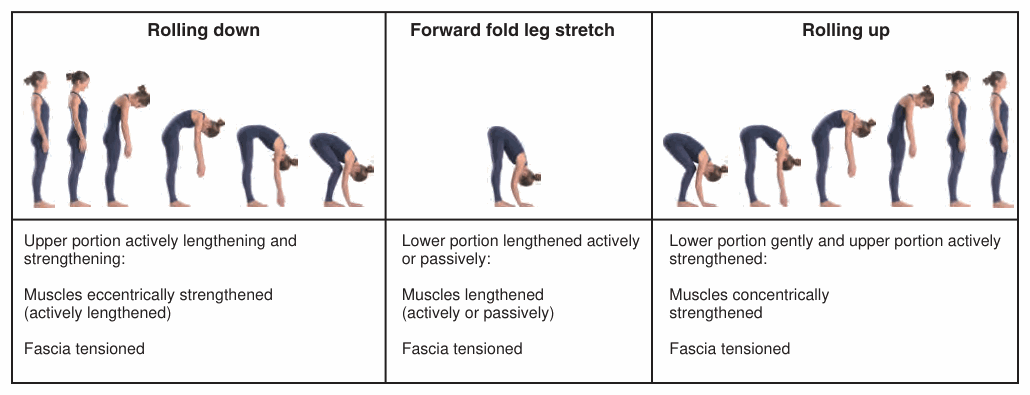 Rolling down
Forward fold leg stretch
Rolling up
Upper portion actively lengthening and
strengthening:
Muscles eccentrically strengthened
(actively lengthened)
Fascia tensioned
Lower portion lengthened actively
or passively:
Muscles lengthened
(actively or passively)
Fascia tensioned
Lower portion gently and upper portion actively
strengthened:
Muscles concentrically
strengthened
Fascia tensioned